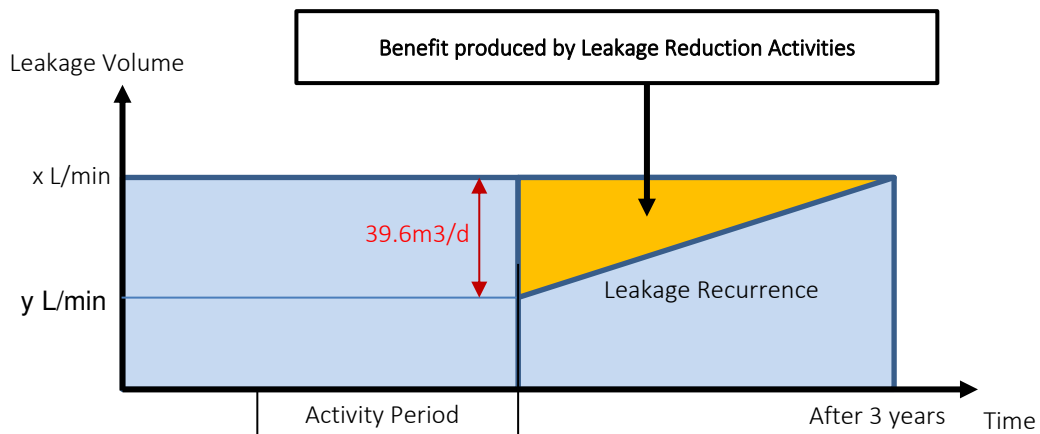 Benefit produced by Leakage Reduction Activities
Leakage Volume
x L/min
39.6m3/d
y L/min
Leakage Recurrence
Activity Period
After 3 years
Time